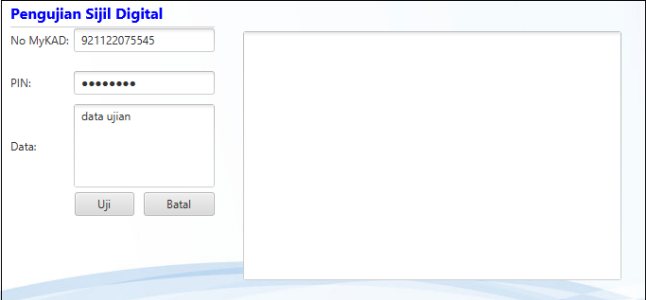 Pengujian Sijil Digital
No MyKAD: 921122075545
PIN: ●●●●●●●●
Data: data ujian
Uji Batal